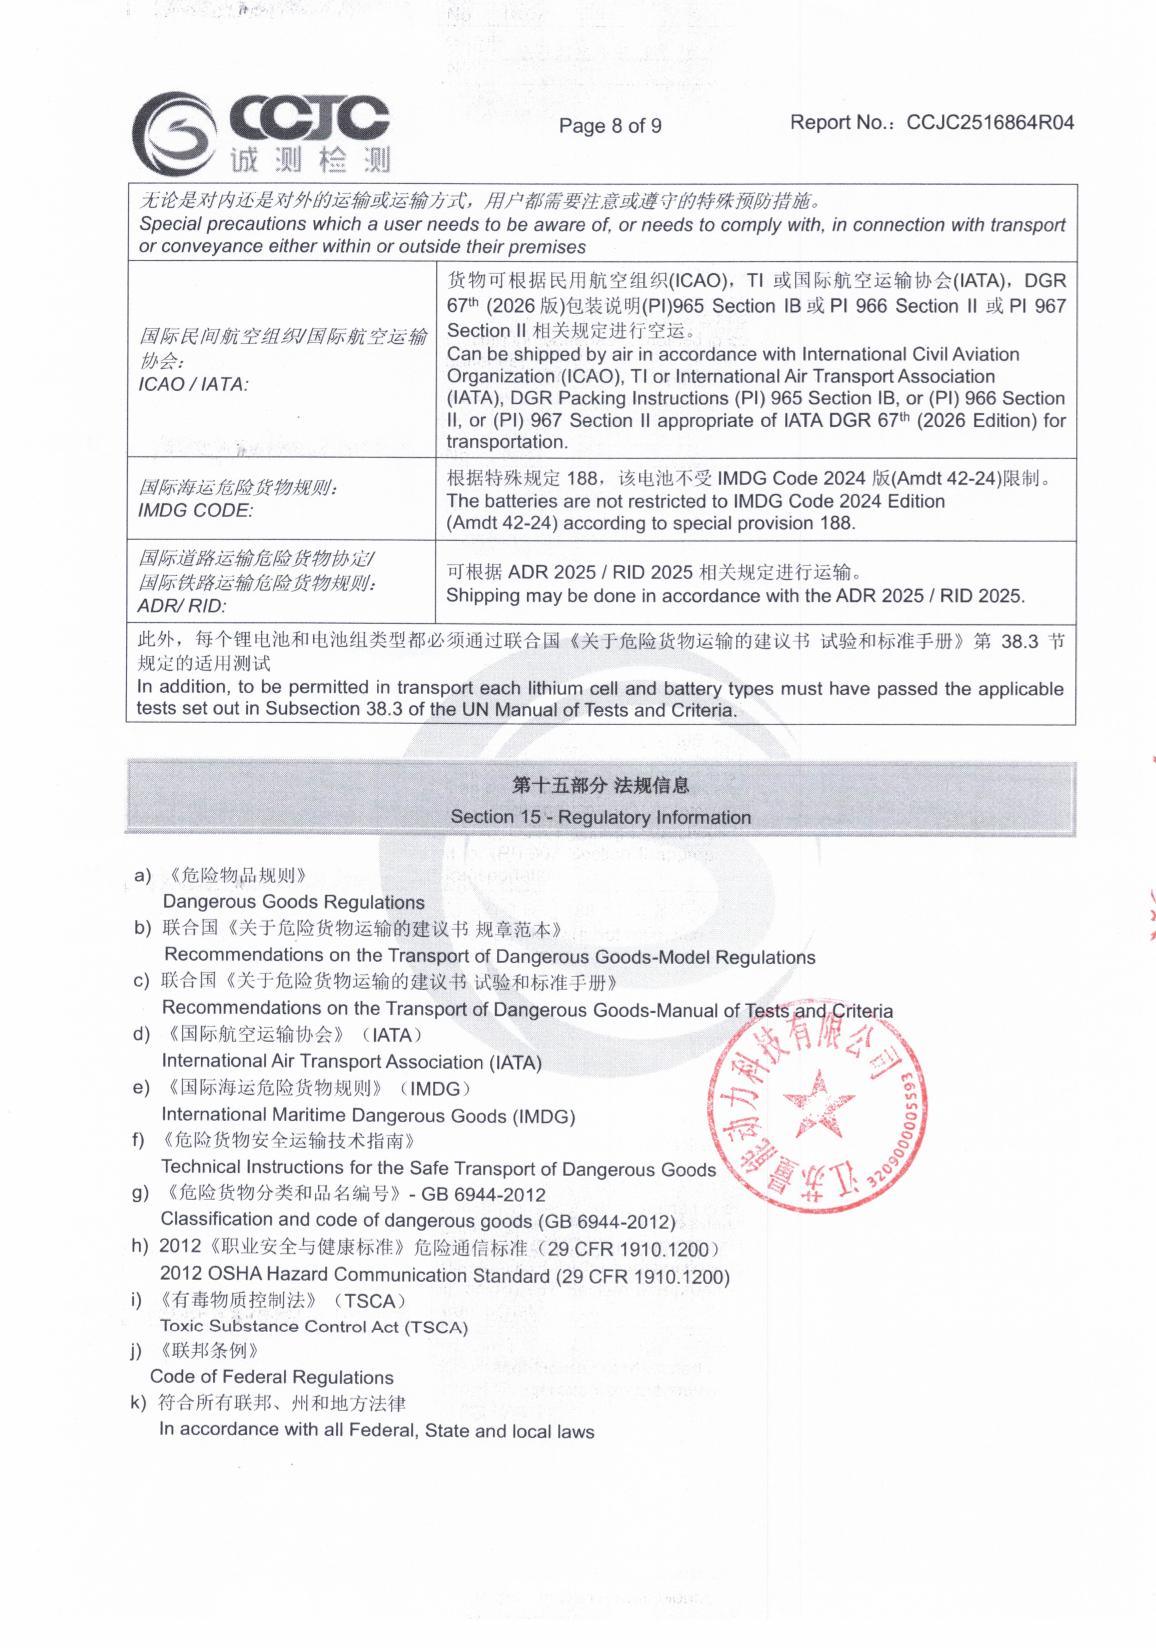 CCJC
诚测检测
Page 8 of 9
Report No.: CCJC2516864R04
无论是对内还是对外的运输或运输方式，用户都需要注意或遵守的特殊预防措施。
Special precautions which a user needs to be aware of, or needs to comply with, in connection with transport
or conveyance either within or outside their premises
国际民间航空组织/国际航空运输
协会:
ICAO / IATA:
货物可根据民用航空组织(ICAO)，TI 或国际航空运输协会(IATA)，DGR
67th (2026 版)包装说明(PI)965 Section IB 或 PI 966 Section II 或 PI 967
Section II 相关规定进行空运。
Can be shipped by air in accordance with International Civil Aviation
Organization (ICAO), TI or International Air Transport Association
(IATA), DGR Packing Instructions (PI) 965 Section IB, or (PI) 966 Section
II, or (PI) 967 Section II appropriate of IATA DGR 67th (2026 Edition) for
transportation.
国际海运危险货物规则:
IMDG CODE:
根据特殊规定 188，该电池不受 IMDG Code 2024 版(Amdt 42-24)限制。
The batteries are not restricted to IMDG Code 2024 Edition
(Amdt 42-24) according to special provision 188.
国际道路运输危险货物协定/
国际铁路运输危险货物规则:
ADR/ RID:
可根据 ADR 2025 / RID 2025 相关规定进行运输。
Shipping may be done in accordance with the ADR 2025 / RID 2025.
此外，每个锂电池和电池组类型都必须通过联合国《关于危险货物运输的建议书 试验和标准手册》第 38.3 节
规定的适用测试
In addition, to be permitted in transport each lithium cell and battery types must have passed the applicable
tests set out in Subsection 38.3 of the UN Manual of Tests and Criteria.
第十五部分 法规信息
Section 15 - Regulatory Information
a) 《危险物品规则》
Dangerous Goods Regulations
b) 联合国《关于危险货物运输的建议书 规章范本》
Recommendations on the Transport of Dangerous Goods-Model Regulations
c) 联合国《关于危险货物运输的建议书 试验和标准手册》
Recommendations on the Transport of Dangerous Goods-Manual of Tests and Criteria
d) 《国际航空运输协会》（IATA）
International Air Transport Association (IATA)
e) 《国际海运危险货物规则》（IMDG）
International Maritime Dangerous Goods (IMDG)
f) 《危险货物安全运输技术指南》
Technical Instructions for the Safe Transport of Dangerous Goods
g) 《危险货物分类和品名编号》- GB 6944-2012
Classification and code of dangerous goods (GB 6944-2012)
h) 2012《职业安全与健康标准》危险通信标准（29 CFR 1910.1200）
2012 OSHA Hazard Communication Standard (29 CFR 1910.1200)
i) 《有毒物质控制法》（TSCA）
Toxic Substance Control Act (TSCA)
j) 《联邦条例》
Code of Federal Regulations
k) 符合所有联邦、州和地方法律
In accordance with all Federal, State and local laws
江苏量能动力科技有限公司
3209000005593